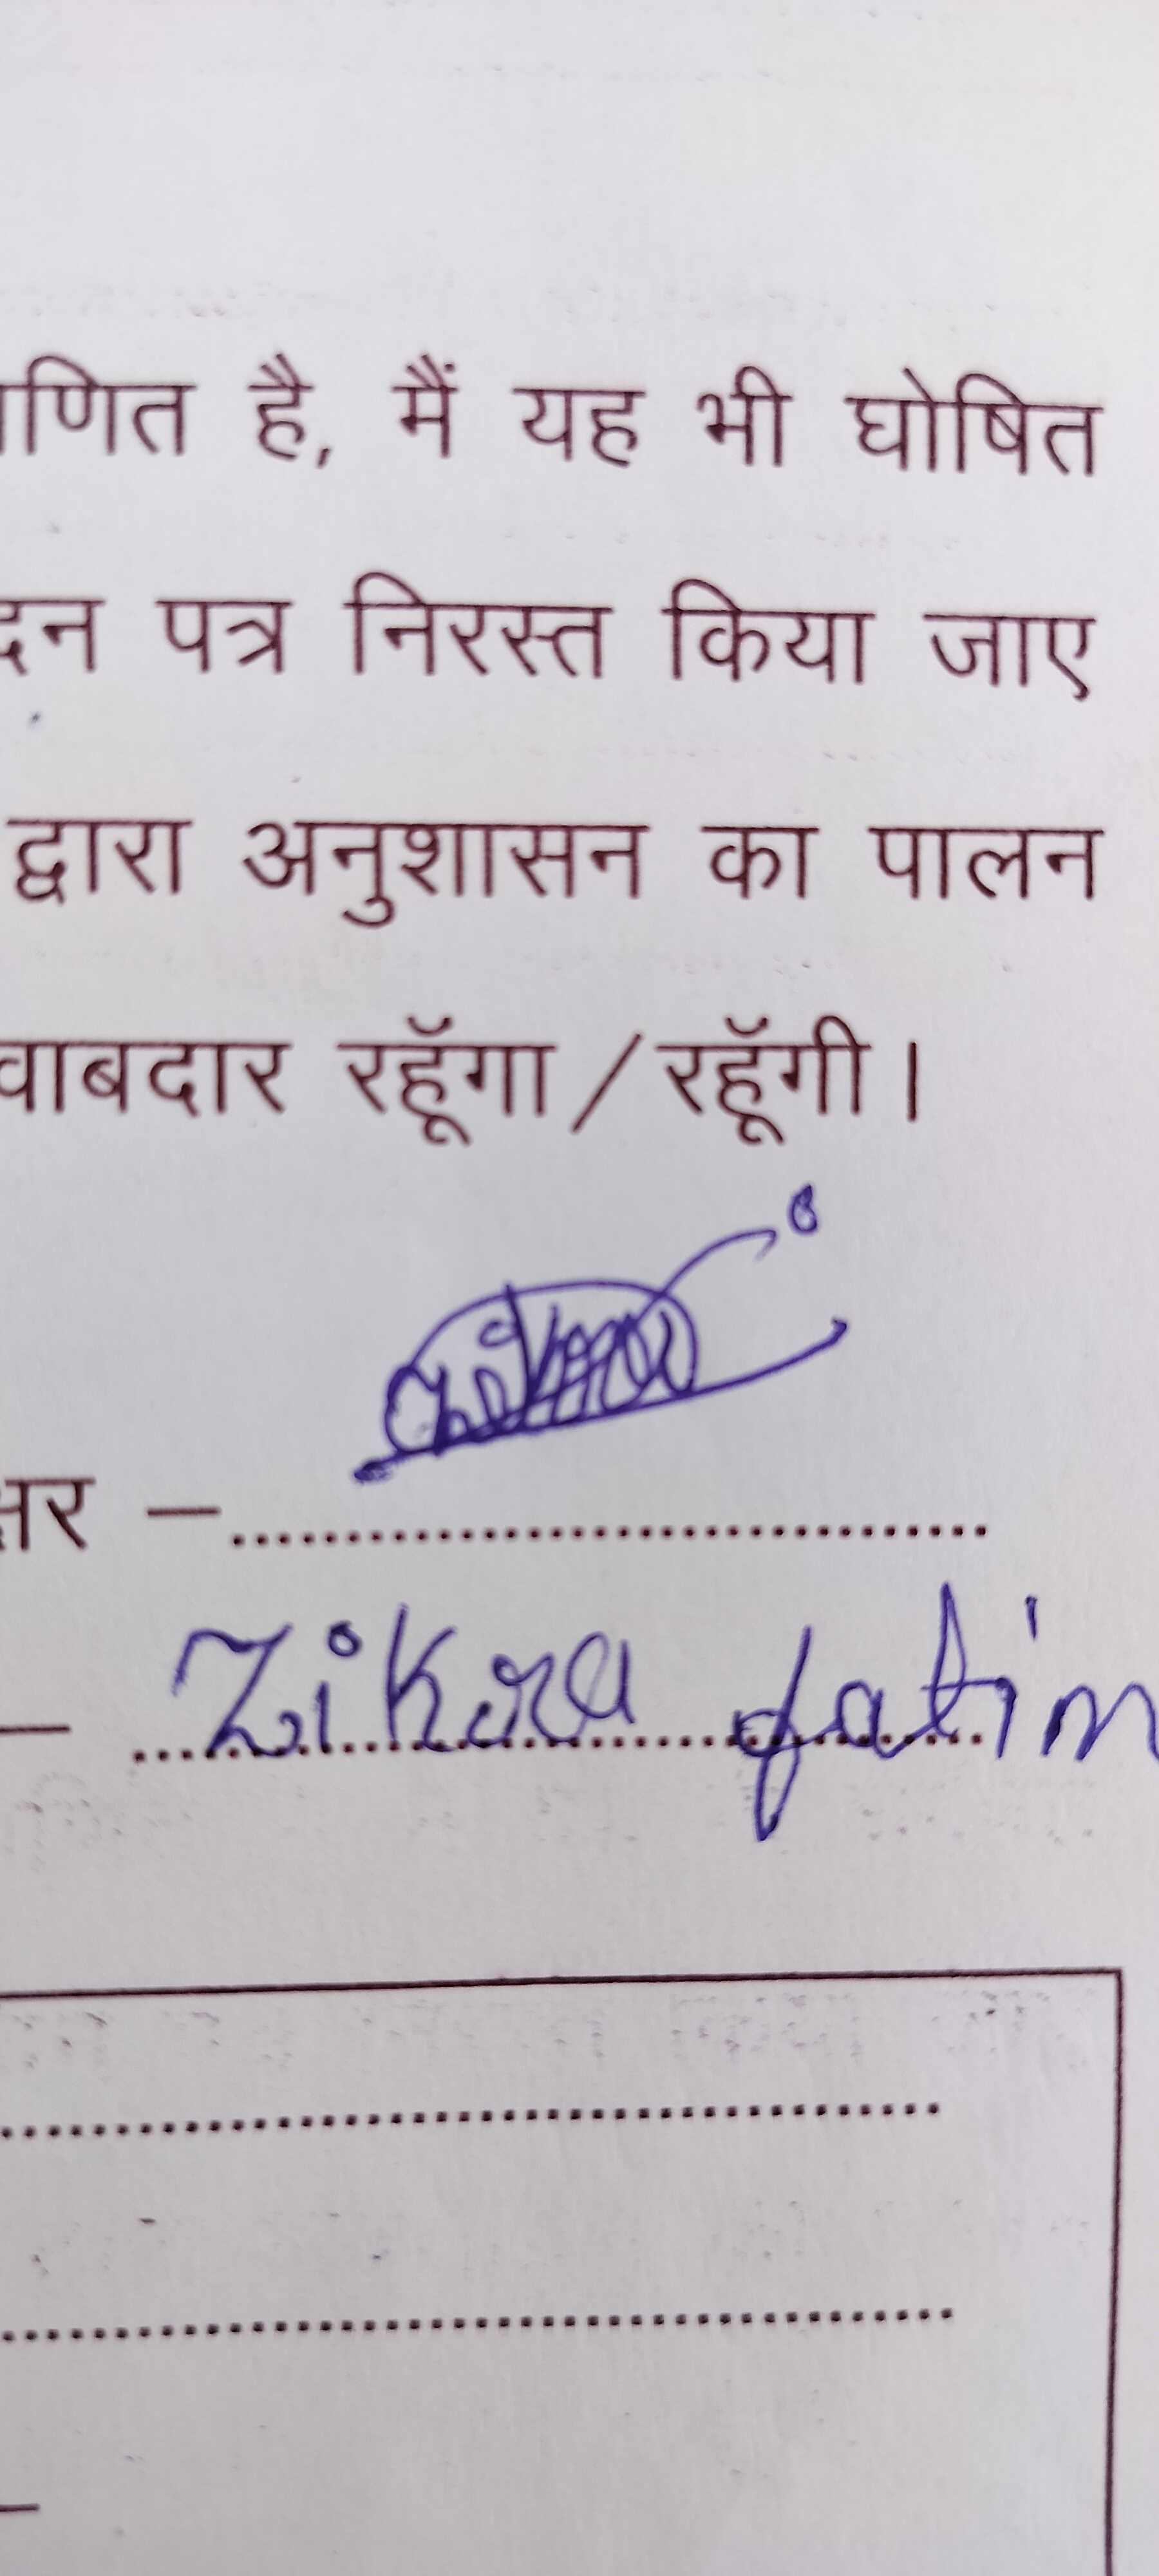 णित है, मैं यह भी घोषित
दन पत्र निरस्त किया जाए
द्वारा अनुशासन का पालन
वाबदार रहूॅंगा/रहूॅंगी।
क्षर –....................................
– Zikra fatim